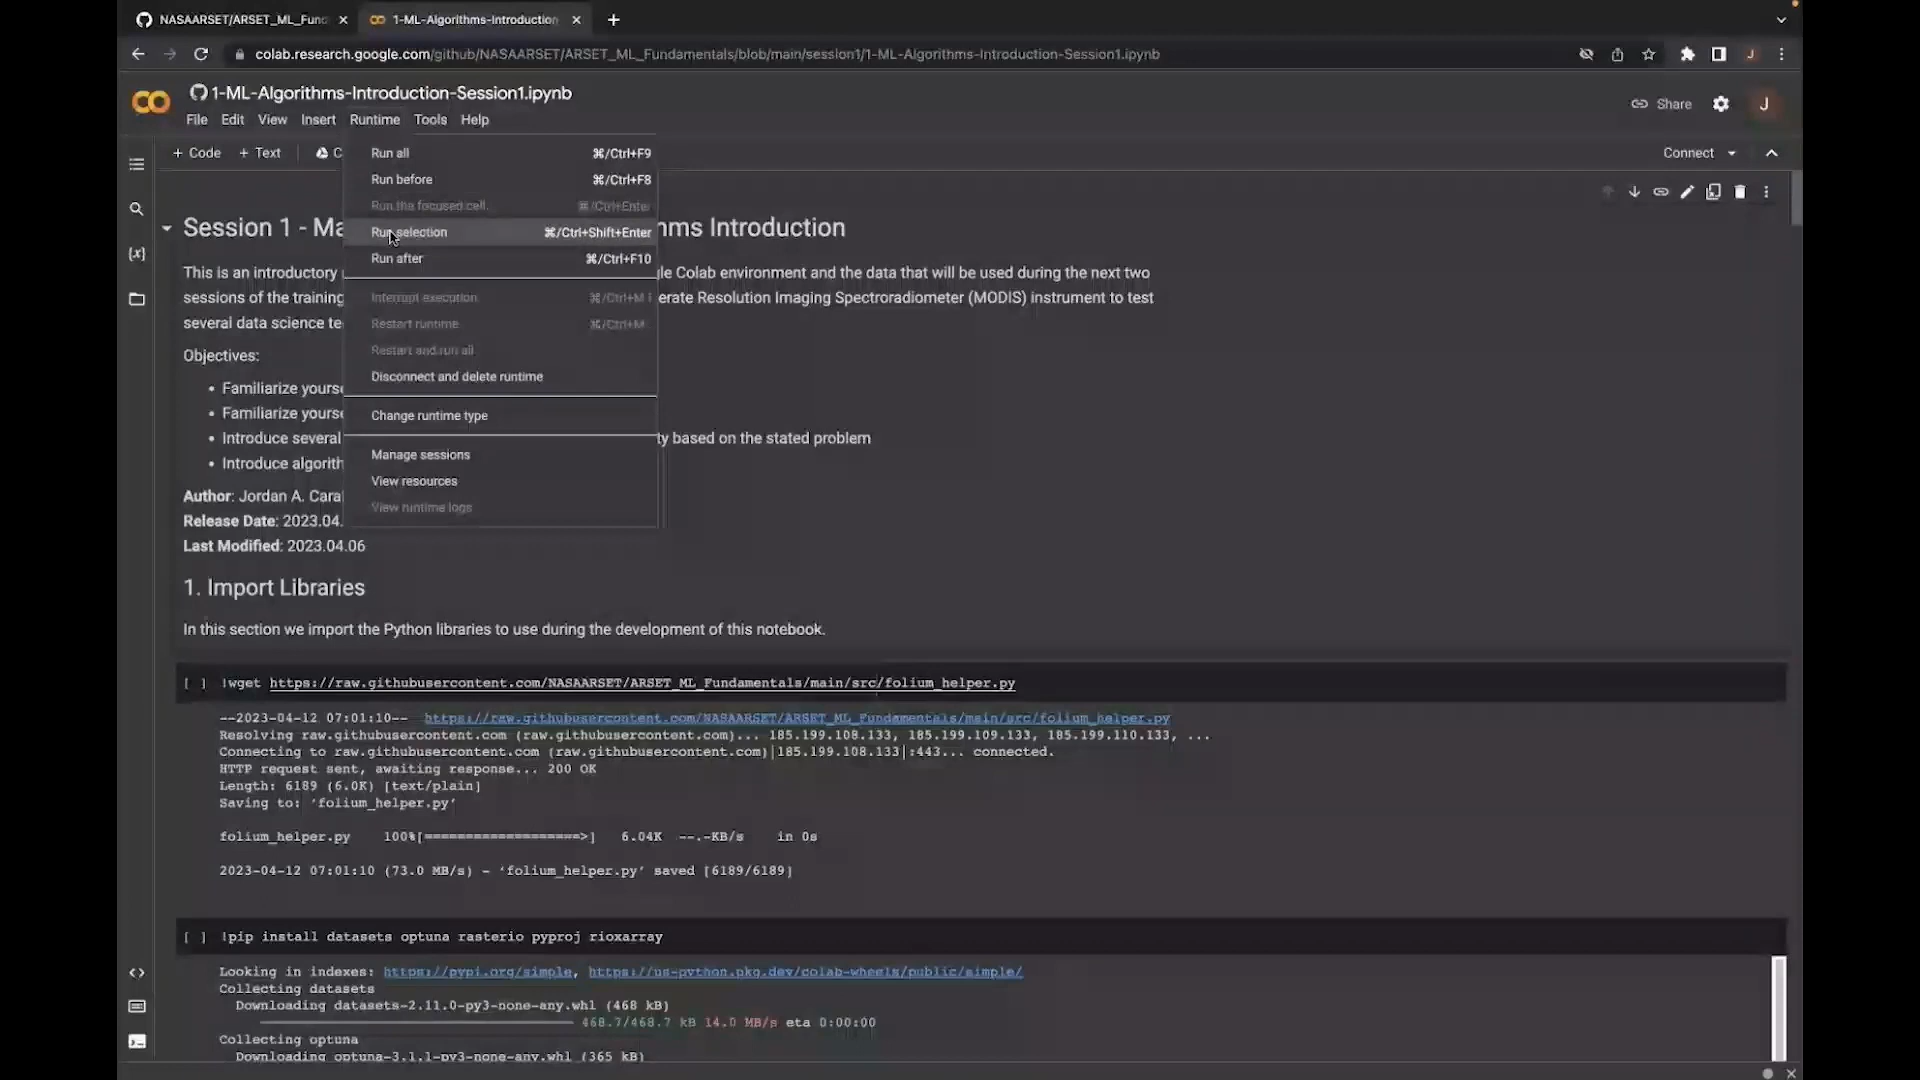 NASAARSET/ARSET_ML_Fund
1-ML-Algorithms-Introduction
colab.research.google.com/github/NASAARSET/ARSET_ML_Fundamentals/blob/main/session1/1-ML-Algorithms-Introduction-Session1.ipynb
J
1-ML-Algorithms-Introduction-Session1.ipynb
Share
J
File Edit View Insert Runtime Tools Help
+ Code + Text C
Connect
Run all ⌘/Ctrl+F9
Run before ⌘/Ctrl+F8
Run the focused cell. ⌘/Ctrl+Enter
Run selection ⌘/Ctrl+Shift+Enter
Run after ⌘/Ctrl+F10
Interrupt execution ⌘/Ctrl+M I
Restart runtime ⌘/Ctrl+M .
Restart and run all
Disconnect and delete runtime
Change runtime type
Manage sessions
View resources
View runtime logs
Session 1 - Ma ms Introduction
This is an introductory le Colab environment and the data that will be used during the next two
sessions of the training erate Resolution Imaging Spectroradiometer (MODIS) instrument to test
several data science te
Objectives:
• Familiarize yourse
• Familiarize yourse
• Introduce several ty based on the stated problem
• Introduce algorith
Author: Jordan A. Cara
Release Date: 2023.04.
Last Modified: 2023.04.06
1. Import Libraries
In this section we import the Python libraries to use during the development of this notebook.
[ ] !wget https://raw.githubusercontent.com/NASAARSET/ARSET_ML_Fundamentals/main/src/folium_helper.py
--2023-04-12 07:01:10-- https://raw.githubusercontent.com/NASAARSET/ARSET_ML_Fundamentals/main/src/folium_helper.py
Resolving raw.githubusercontent.com (raw.githubusercontent.com)... 185.199.108.133, 185.199.109.133, 185.199.110.133, ...
Connecting to raw.githubusercontent.com (raw.githubusercontent.com)|185.199.108.133|:443... connected.
HTTP request sent, awaiting response... 200 OK
Length: 6189 (6.0K) [text/plain]
Saving to: ‘folium_helper.py’
folium_helper.py 100%[===================>] 6.04K --.-KB/s in 0s
2023-04-12 07:01:10 (73.0 MB/s) - ‘folium_helper.py’ saved [6189/6189]
[ ] !pip install datasets optuna rasterio pyproj rioxarray
Looking in indexes: https://pypi.org/simple, https://us-python.pkg.dev/colab-wheels/public/simple/
Collecting datasets
Downloading datasets-2.11.0-py3-none-any.whl (468 kB)
468.7/468.7 kB 14.0 MB/s eta 0:00:00
Collecting optuna
Downloading optuna-3.1.1-py3-none-any.whl (365 kB)